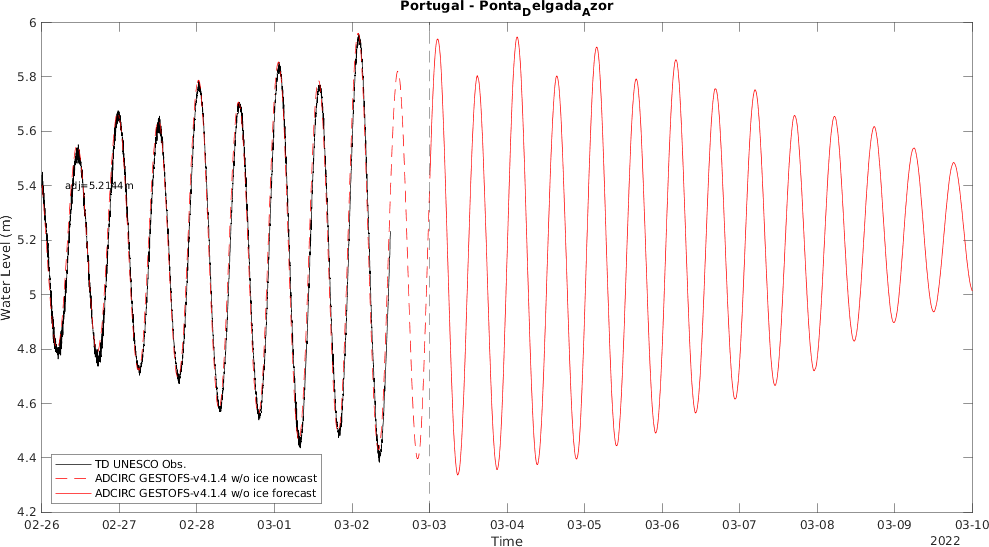 Portugal - PontaDelgadaAzor
6
5.8
5.6
5.4
5.2
5
4.8
4.6
4.4
4.2
Water Level (m)
adj=5.2144m
TD UNESCO Obs.
ADCIRC GESTOFS-v4.1.4 w/o ice nowcast
ADCIRC GESTOFS-v4.1.4 w/o ice forecast
02-26 02-27 02-28 03-01 03-02 03-03 03-04 03-05 03-06 03-07 03-08 03-09 03-10
Time
2022